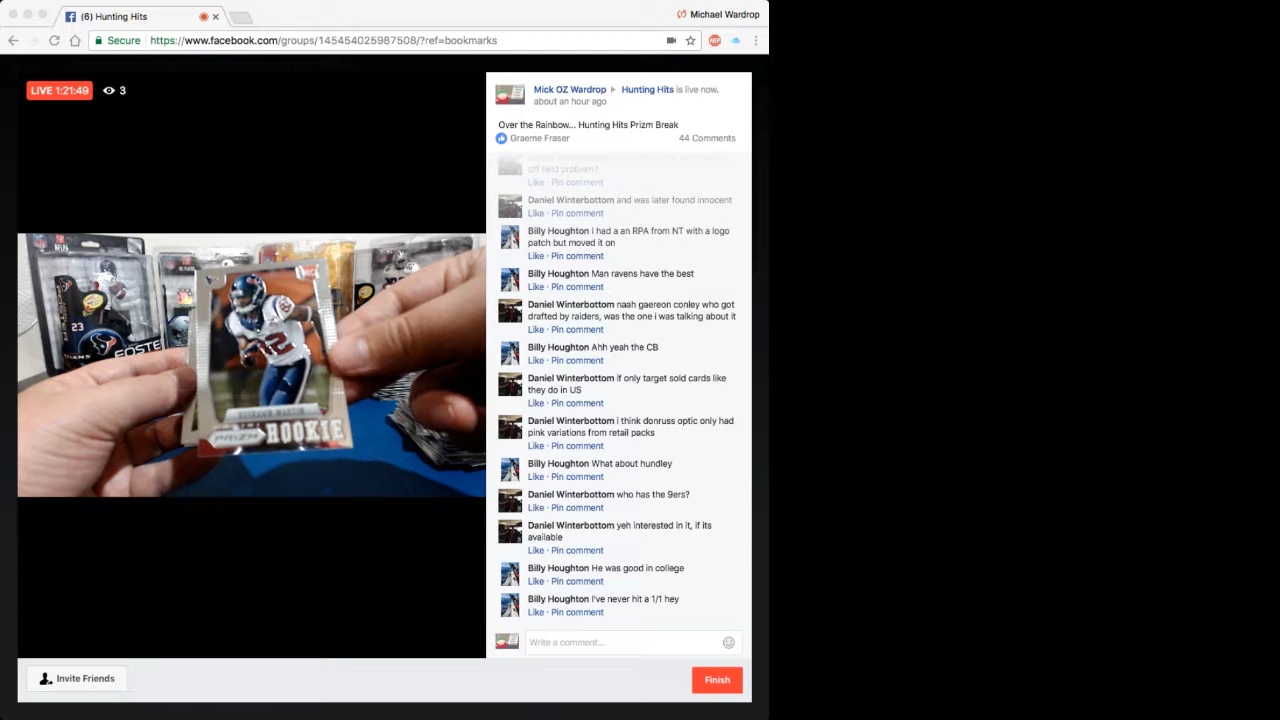 (6) Hunting Hits
Michael Wardrop
Secure https://www.facebook.com/groups/145454025987508/?ref=bookmarks
ABP
LIVE 1:21:49
3
Mick OZ Wardrop Hunting Hits is live now.
about an hour ago
Over the Rainbow... Hunting Hits Prizm Break
Graeme Fraser
44 Comments
off field problem?
Like · Pin comment
Daniel Winterbottom and was later found innocent
Like · Pin comment
Billy Houghton I had a an RPA from NT with a logo
patch but moved it on
Like · Pin comment
Billy Houghton Man ravens have the best
Like · Pin comment
Daniel Winterbottom naah gaereon conley who got
drafted by raiders, was the one i was talking about it
Like · Pin comment
Billy Houghton Ahh yeah the CB
Like · Pin comment
Daniel Winterbottom if only target sold cards like
they do in US
Like · Pin comment
Daniel Winterbottom i think donruss optic only had
pink variations from retail packs
Like · Pin comment
Billy Houghton What about hundley
Like · Pin comment
Daniel Winterbottom who has the 9ers?
Like · Pin comment
Daniel Winterbottom yeh interested in it, if its
available
Like · Pin comment
Billy Houghton He was good in college
Like · Pin comment
Billy Houghton I've never hit a 1/1 hey
Like · Pin comment
Write a comment...
Invite Friends
Finish
23
FOSTE
PRIZM ROOKIE